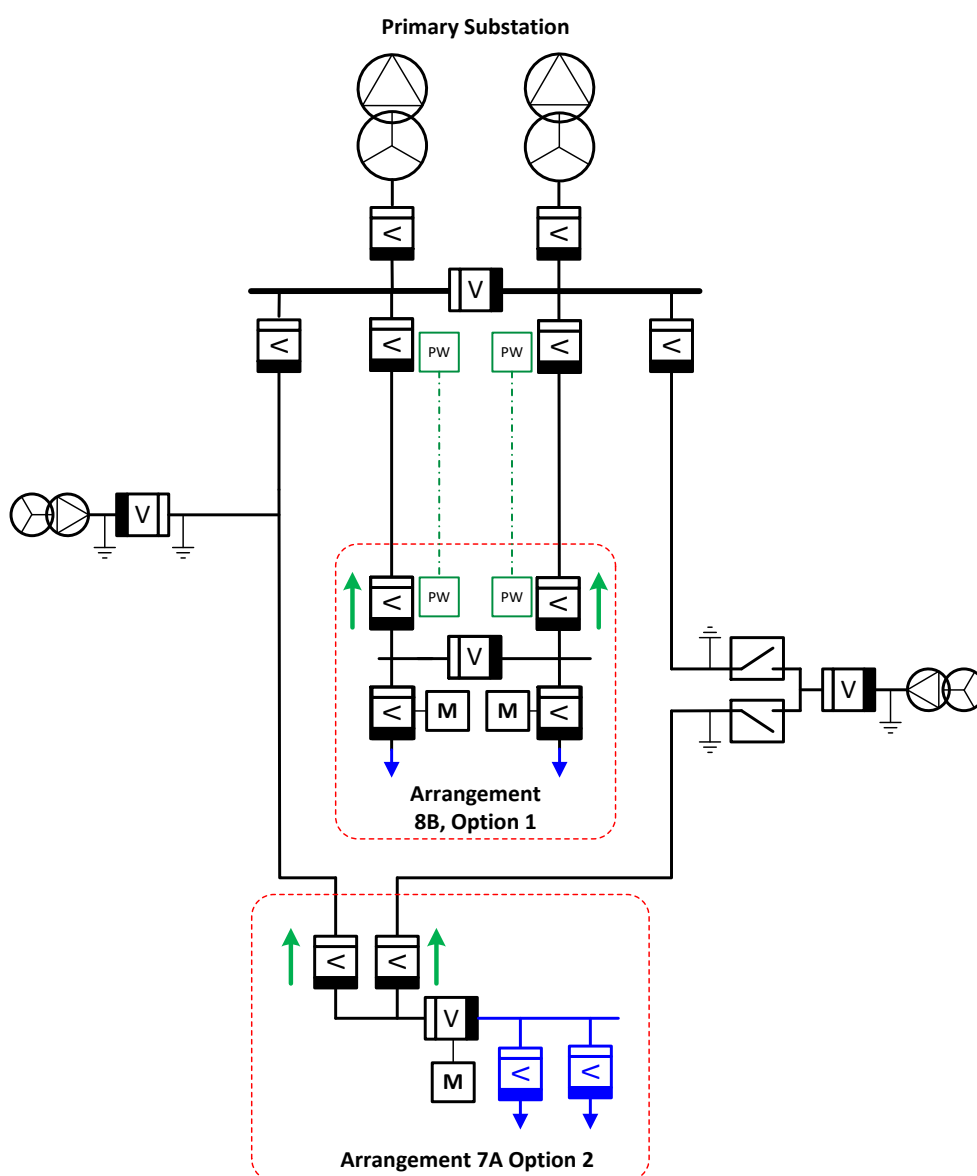 Primary Substation
V V
V
V V PW PW V V
V
V PW PW V
V
V M M V V
Arrangement
8B, Option 1
V V
V
M V V
Arrangement 7A Option 2